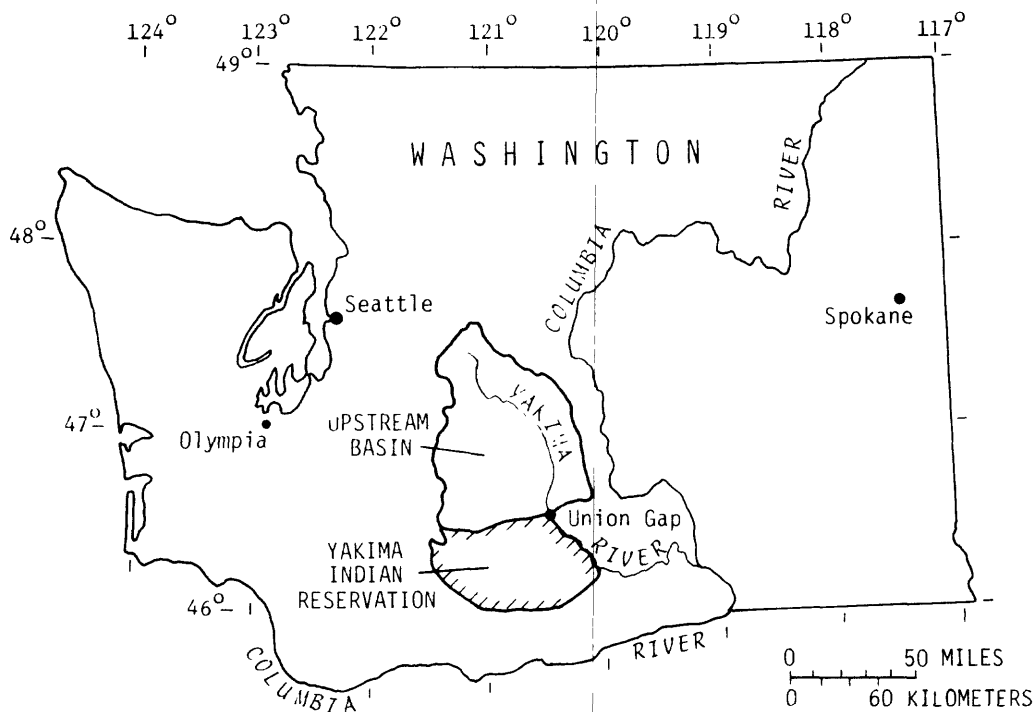 124° 123° 122° 121° 120° 119° 118° 117°
49°
WASHINGTON
RIVER
48°
COLUMBIA
Seattle
Spokane
YAKIMA
47°
Olympia
UPSTREAM
BASIN
Union Gap
RIVER
YAKIMA
INDIAN
RESERVATION
46°
COLUMBIA
RIVER
0 50 MILES
0 60 KILOMETERS